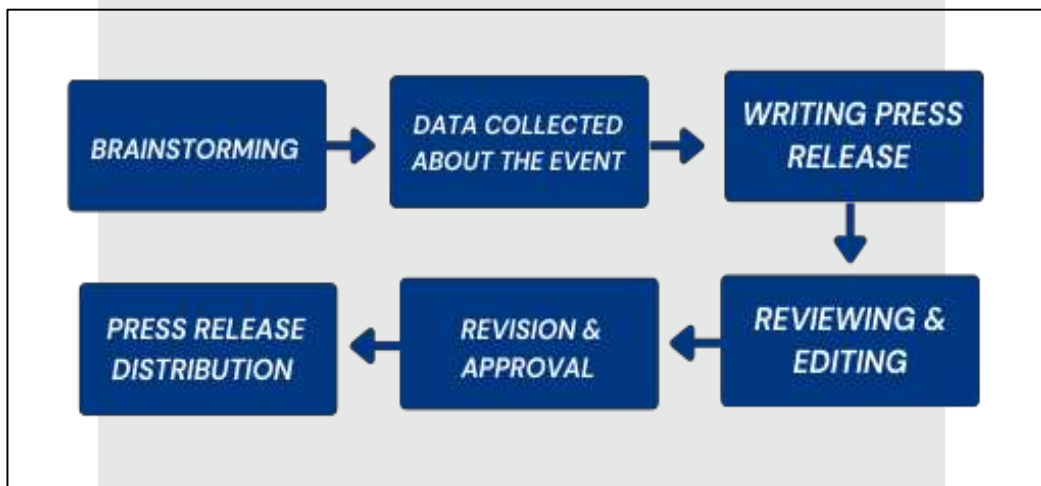 BRAINSTORMING
DATA COLLECTED
ABOUT THE EVENT
WRITING PRESS
RELEASE
REVIEWING &
EDITING
REVISION &
APPROVAL
PRESS RELEASE
DISTRIBUTION